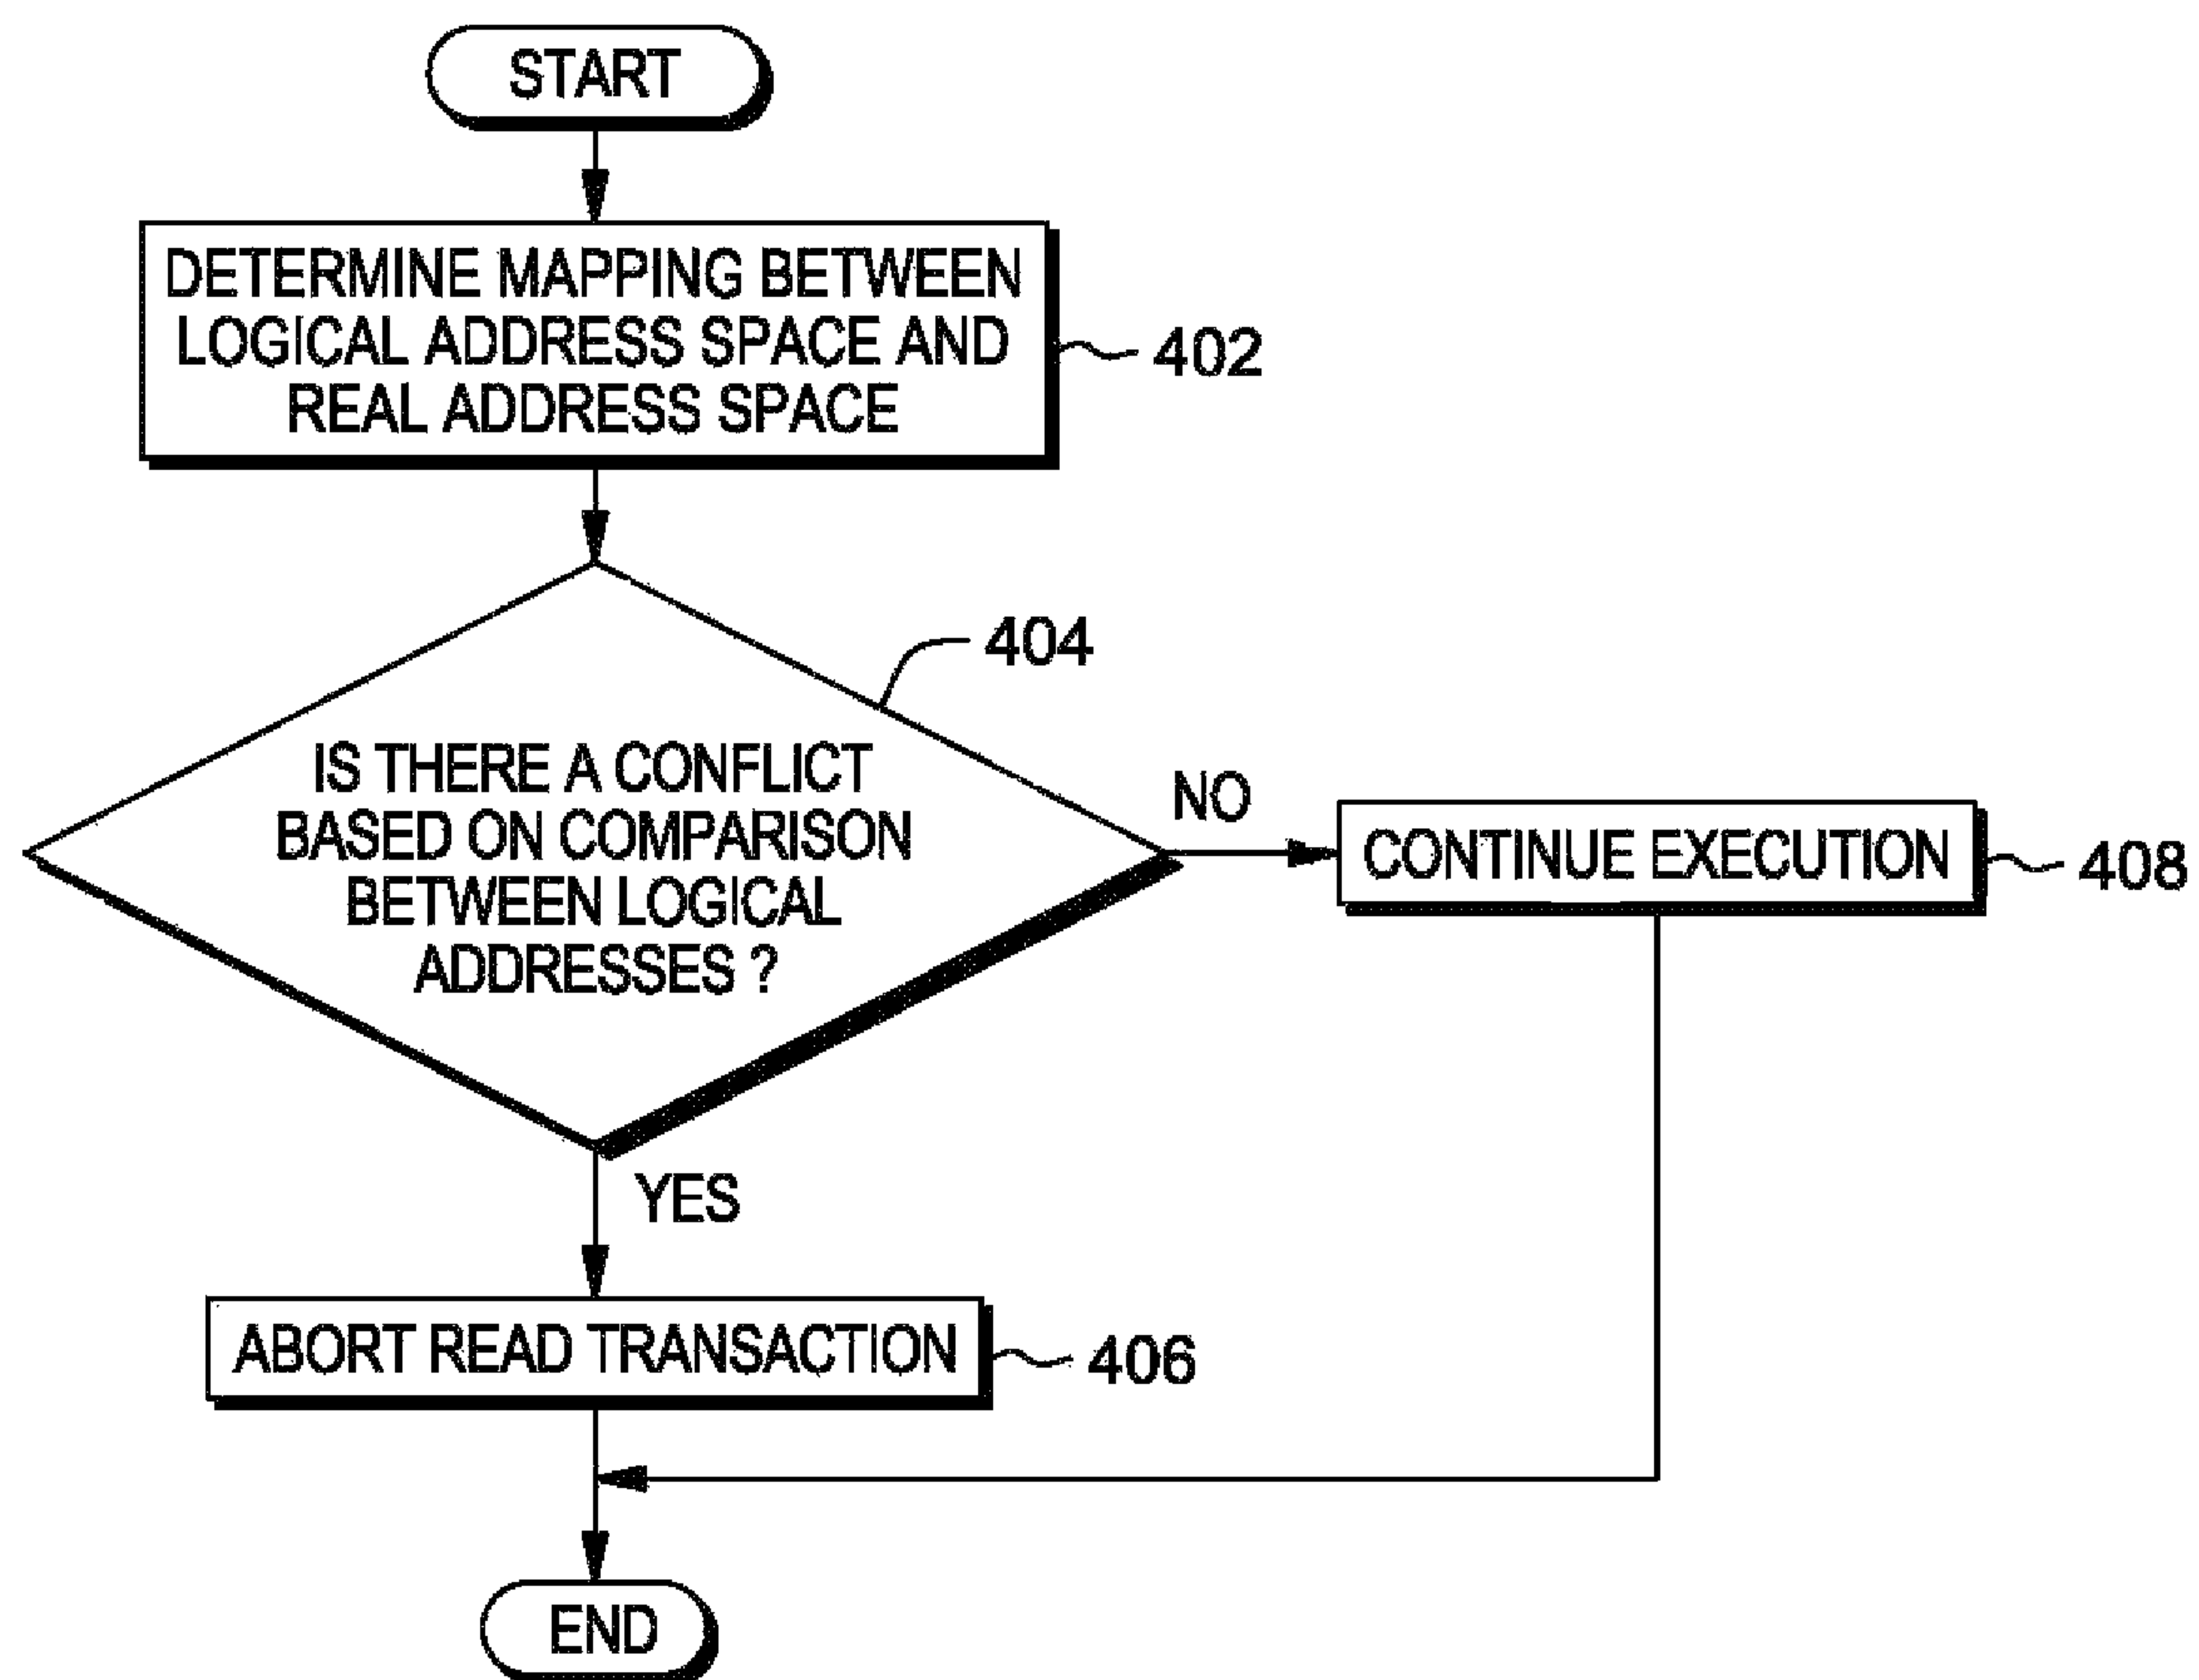 START
DETERMINE MAPPING BETWEEN
LOGICAL ADDRESS SPACE AND
REAL ADDRESS SPACE
402
404
IS THERE A CONFLICT
BASED ON COMPARISON
BETWEEN LOGICAL
ADDRESSES ?
NO
CONTINUE EXECUTION
408
YES
ABORT READ TRANSACTION
406
END